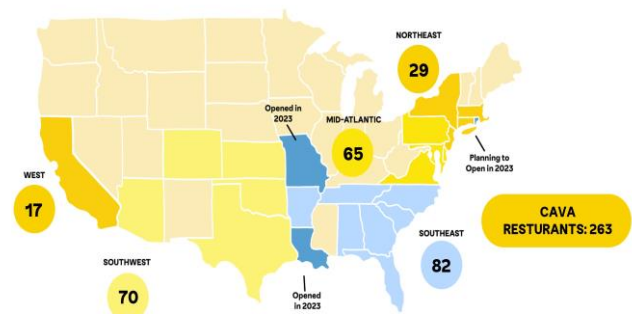 NORTHEAST
29
Opened in
2023
MID-ATLANTIC
65
Planning to
Open in 2023
WEST
17
CAVA
RESTURANTS: 263
SOUTHEAST
82
SOUTHWEST
70
Opened
in 2023